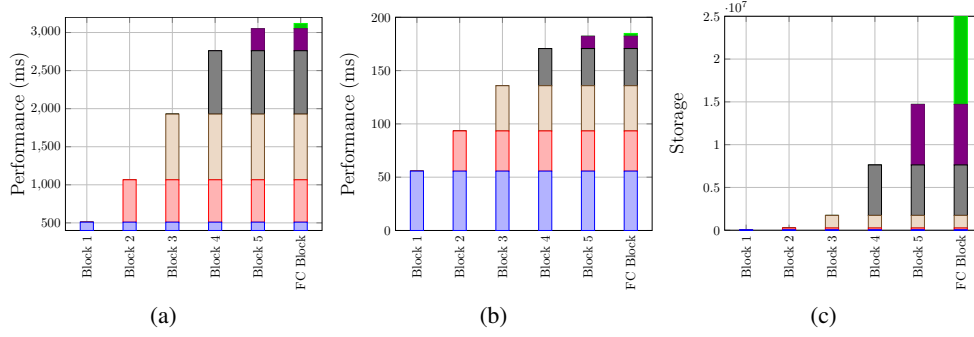 Performance (ms)
3,000
2,500
2,000
1,500
1,000
500
Block 1
Block 2
Block 3
Block 4
Block 5
FC Block
(a)
Performance (ms)
200
150
100
50
0
Block 1
Block 2
Block 3
Block 4
Block 5
FC Block
(b)
Storage
·10^7
2.5
2
1.5
1
0.5
0
Block 1
Block 2
Block 3
Block 4
Block 5
FC Block
(c)